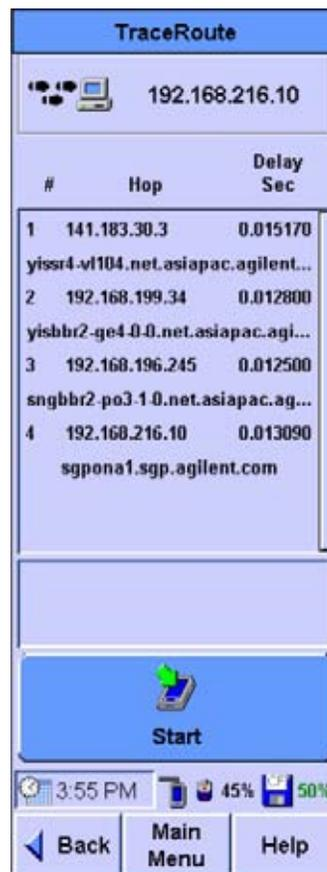 TraceRoute
192.168.216.10
Delay
# Hop Sec
1 141.183.30.3 0.015170
yissr4-vl104.net.asiapac.agilent...
2 192.168.199.34 0.012800
yisbbr2-ge4-0-0.net.asiapac.agi...
3 192.168.196.245 0.012500
sngbbr2-po3-1-0.net.asiapac.ag...
4 192.168.216.10 0.013090
sgpona1.sgp.agilent.com
Start
3:55 PM 45% 50%
Back Main Menu Help